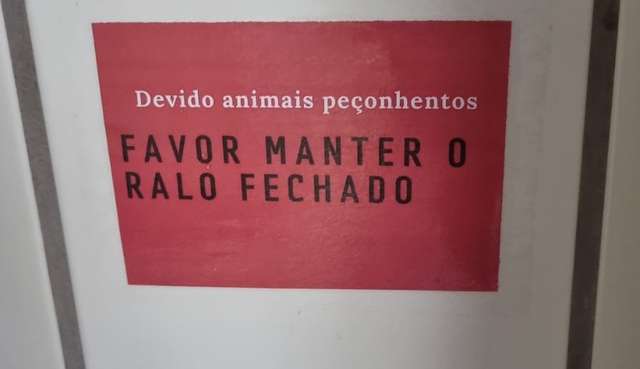 Devido animais peçonhentos
FAVOR MANTER O
RALO FECHADO